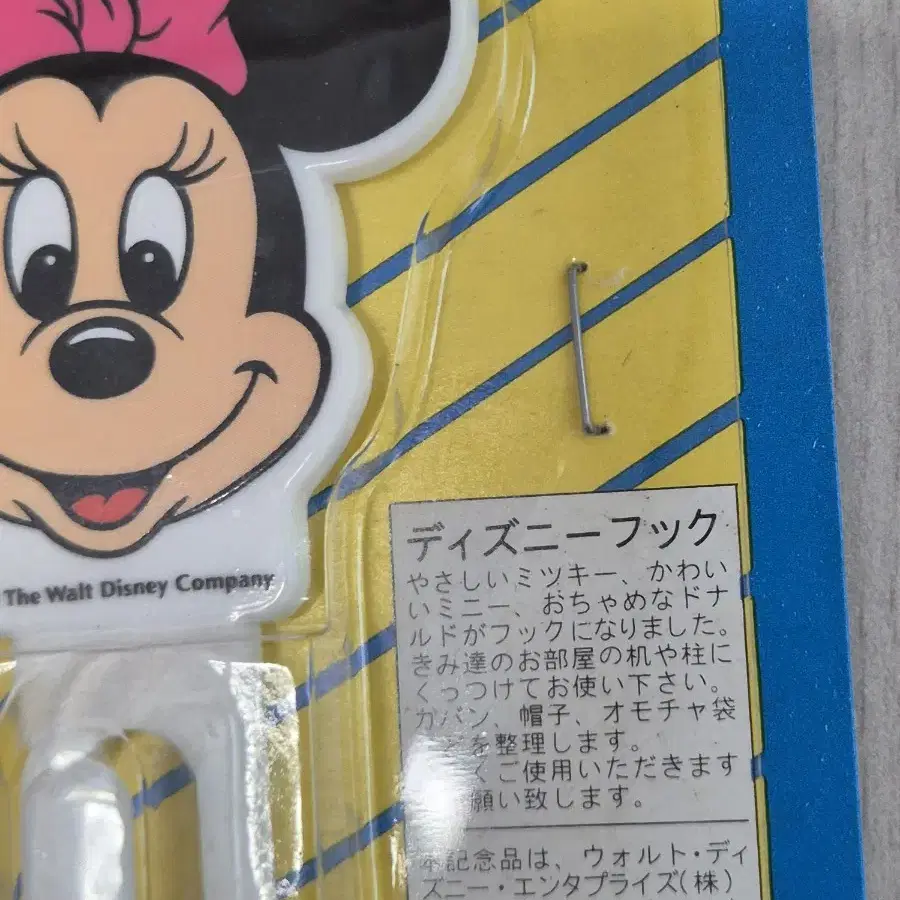 The Walt Disney Company
ディズニーフック
やさしいミツキー、かわい
いミニー、おちゃめなドナ
ルドがフックになりました。
きみ達のお部屋の机や柱に
くっつけてお使い下さい。
カバン、帽子、オモチャ袋
を整理します。
くご使用いただきます
願い致します。
本記念品は、ウォルト・ディ
ズニー・エンタプライズ(株)